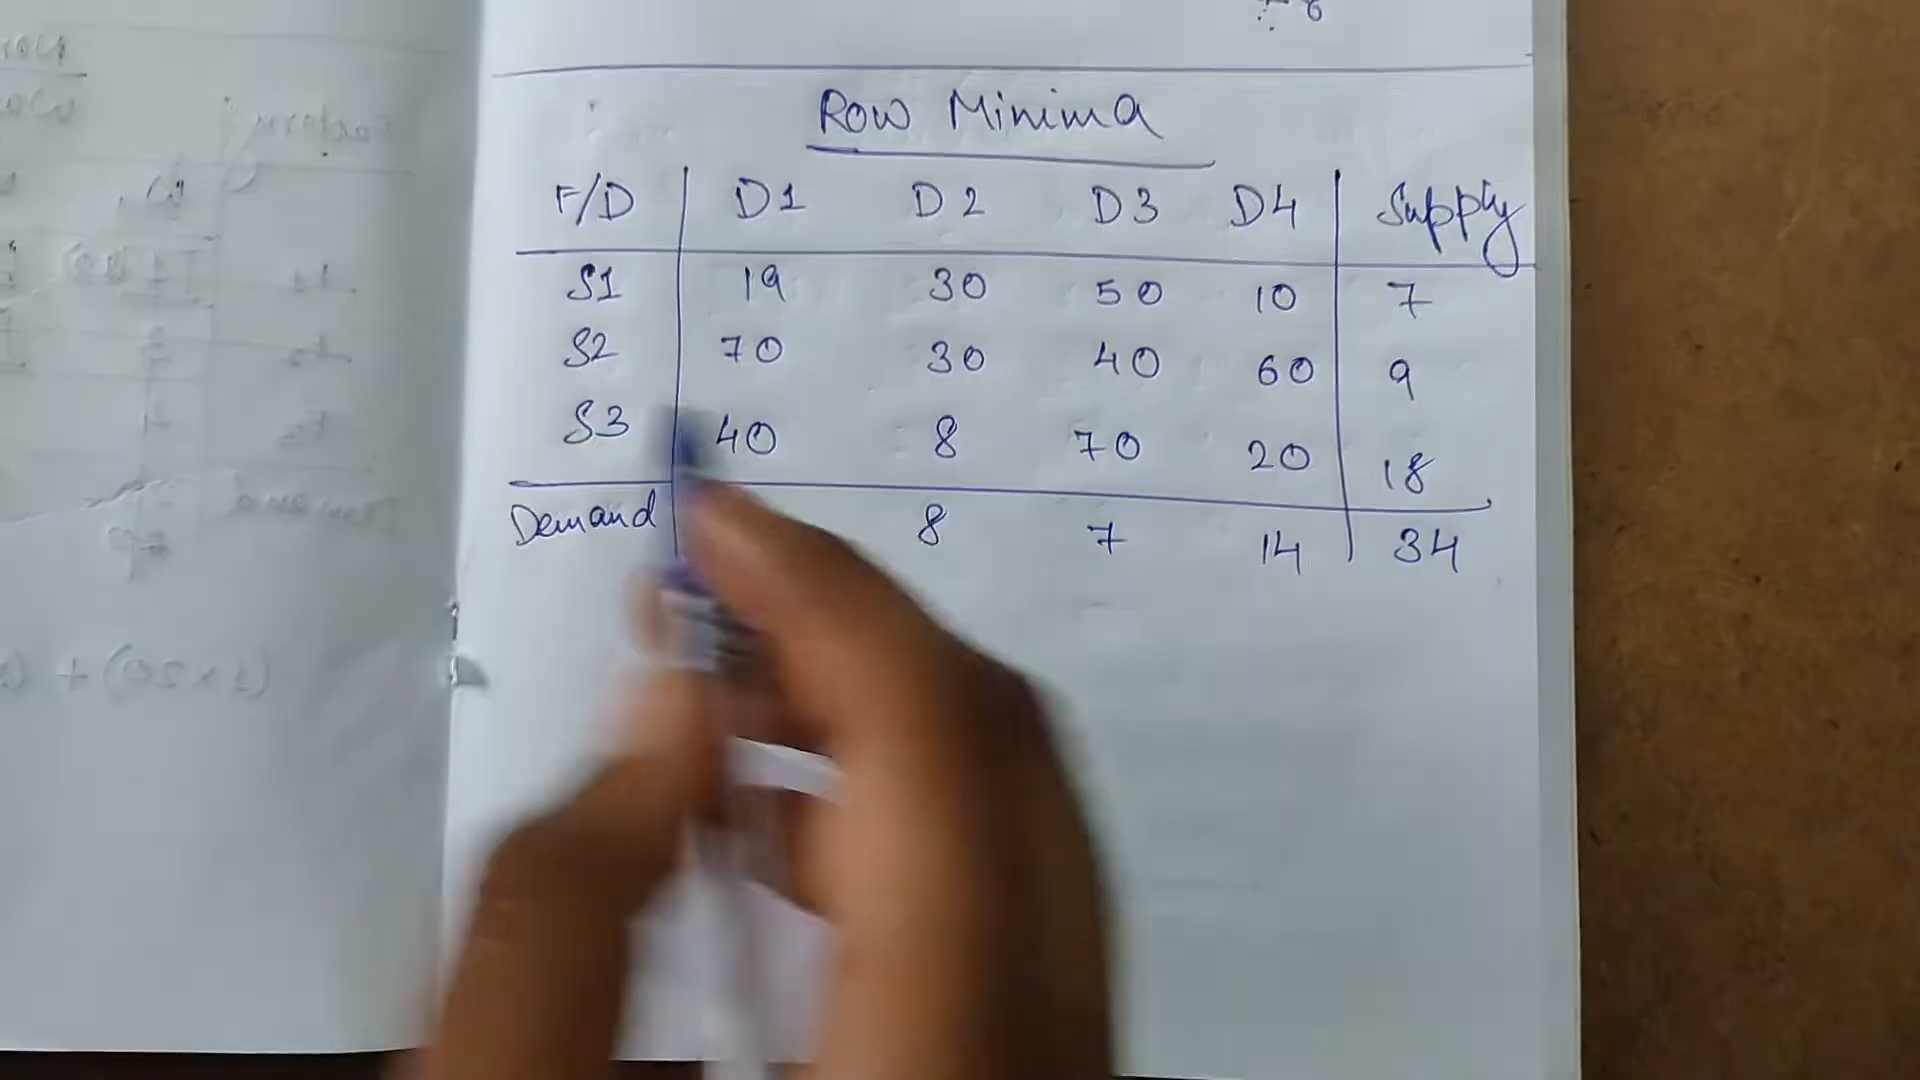 Row Minima
F/D D1 D2 D3 D4 Supply
S1 19 30 50 10 7
S2 70 30 40 60 9
S3 40 8 70 20 18
Demand 8 7 14 34